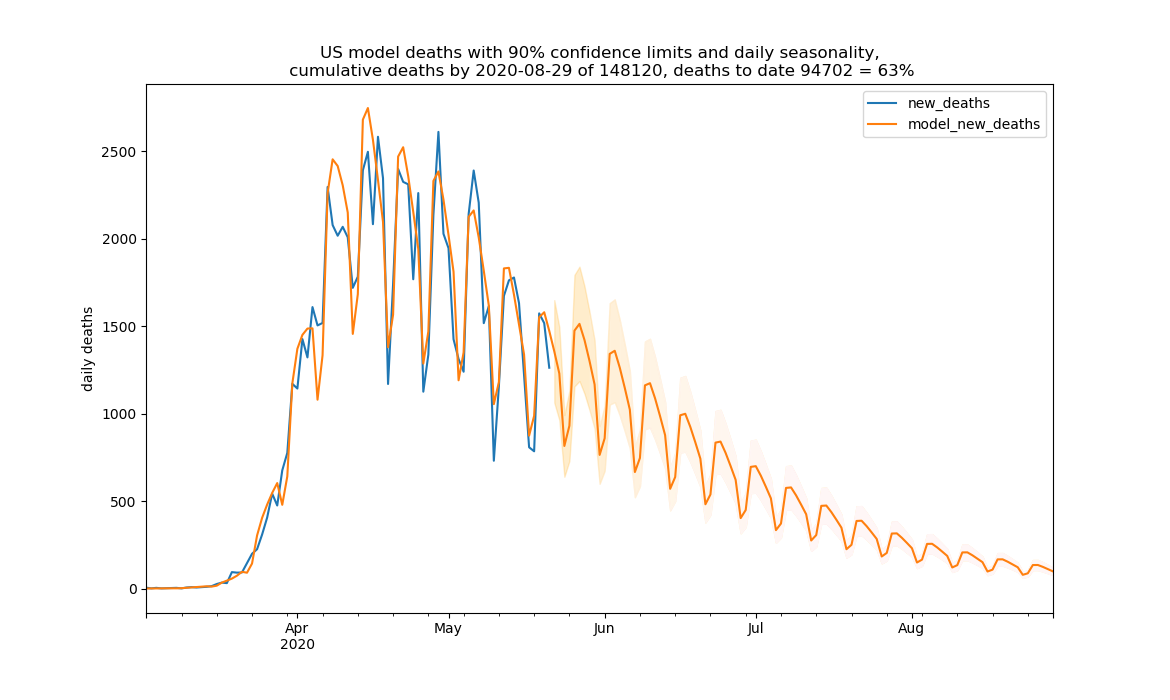 US model deaths with 90% confidence limits and daily seasonality,
cumulative deaths by 2020-08-29 of 148120, deaths to date 94702 = 63%
new_deaths
model_new_deaths
daily deaths
2500
2000
1500
1000
500
0
Apr
2020
May
Jun
Jul
Aug